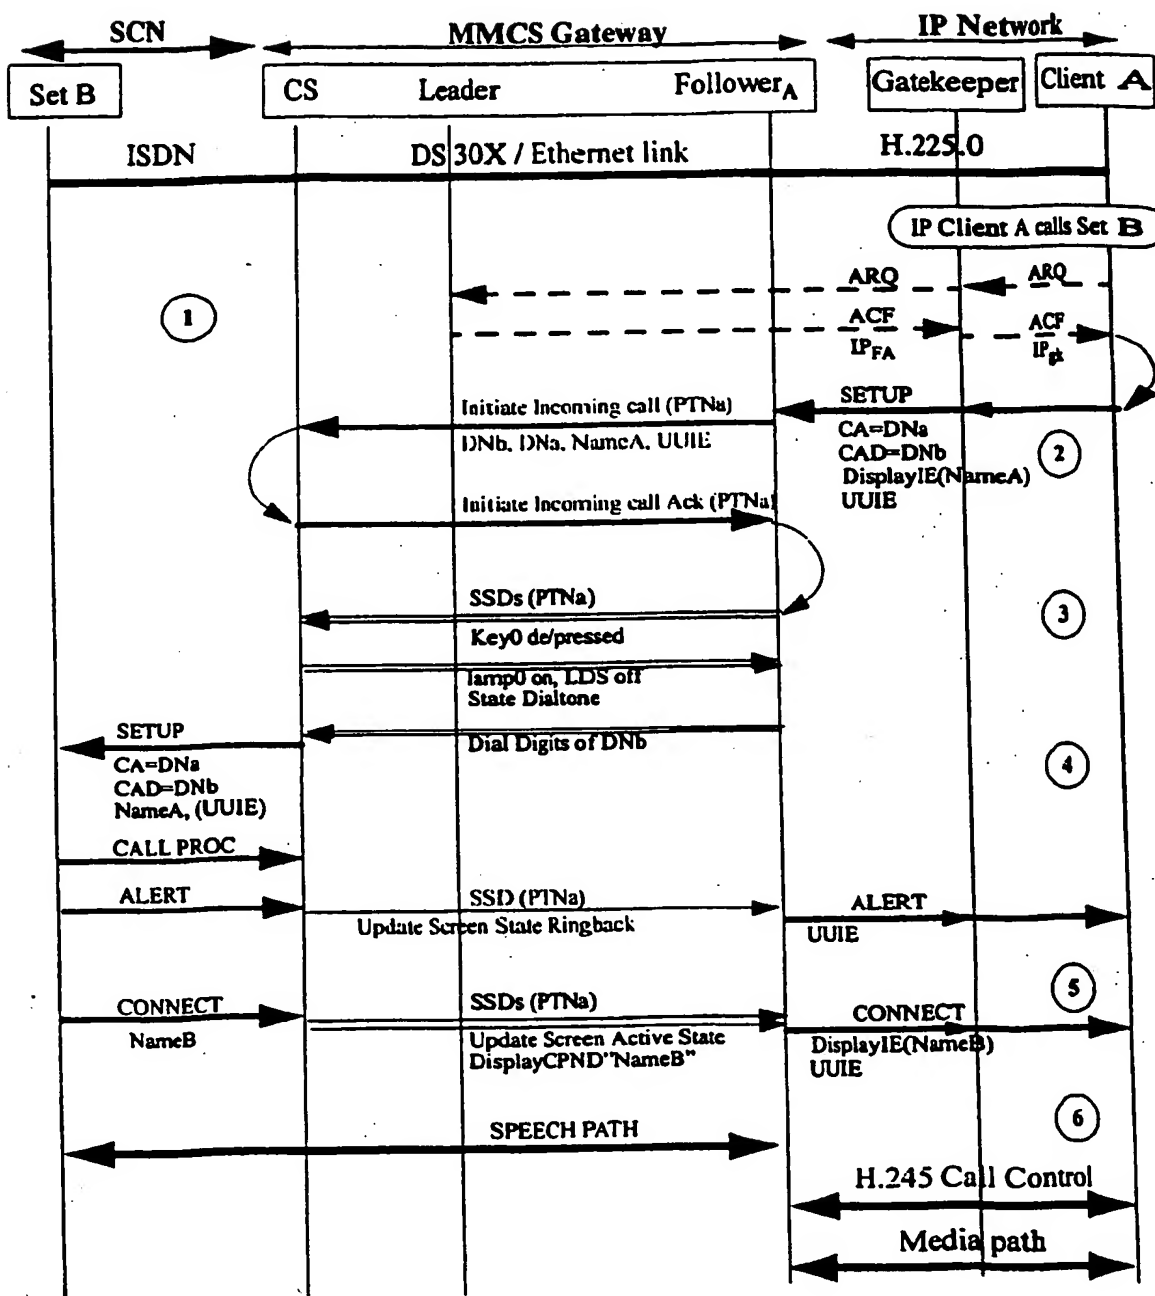 SCN
MMCS Gateway
IP Network
Set B
CS
Leader
FollowerA
Gatekeeper
Client A
ISDN
DS 30X / Ethernet link
H.225.0
IP Client A calls Set B
ARQ
ARQ
1
ACF
ACF
IPFA
IPgk
SETUP
Initiate Incoming call (PTNa)
DNb, DNa, NameA, UUIE
CA=DNa
CAD=DNb
DisplayIE(NameA)
UUIE
2
Initiate Incoming call Ack (PTNa)
SSDs (PTNa)
3
Key0 de/pressed
lamp0 on, LDS off
State Dialtone
SETUP
Dial Digits of DNb
CA=DNa
CAD=DNb
NameA, (UUIE)
4
CALL PROC
ALERT
SSD (PTNa)
ALERT
Update Screen State Ringback
UUIE
5
CONNECT
SSDs (PTNa)
CONNECT
NameB
Update Screen Active State
DisplayCPND"NameB"
DisplayIE(NameB)
UUIE
6
SPEECH PATH
H.245 Call Control
Media path